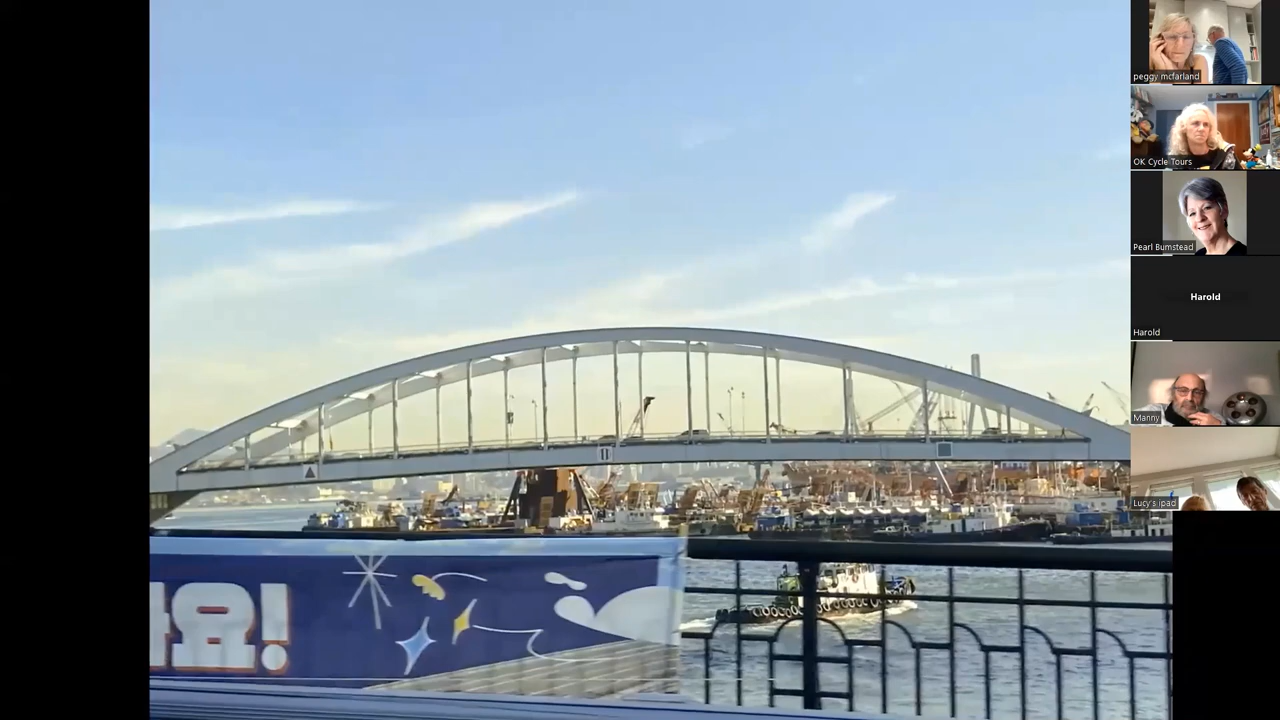 요!
peggy mcfarland
OK Cycle Tours
Pearl Bumstead
Harold
Harold
Manny
Lucy's ipad